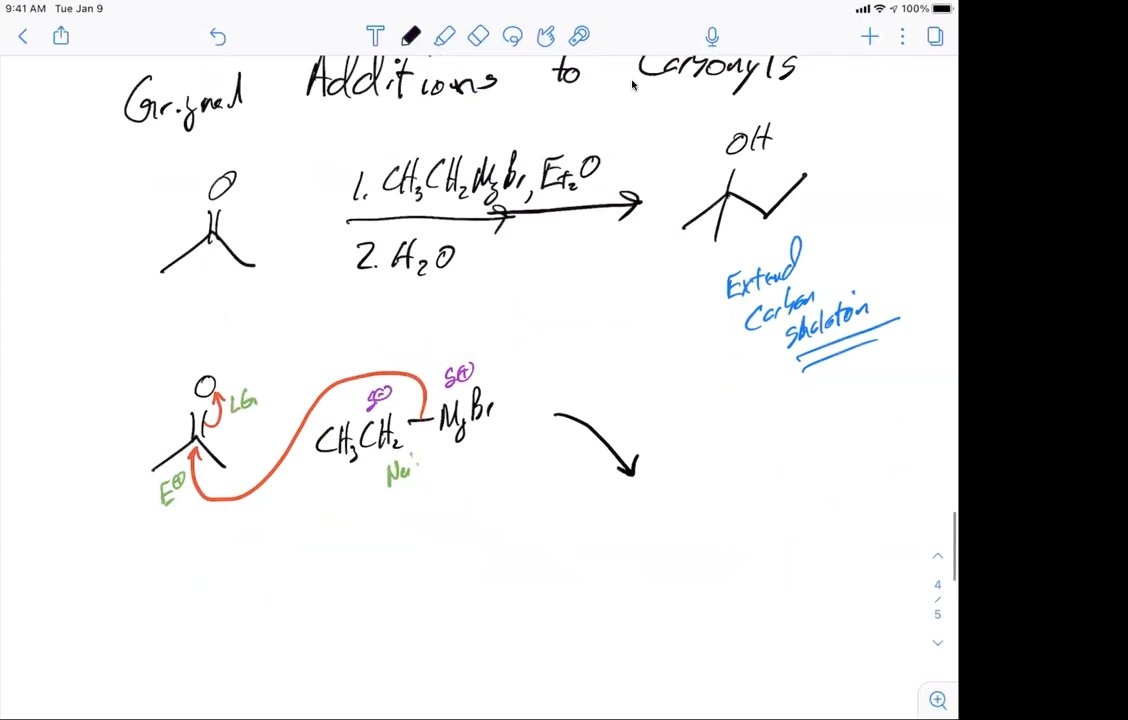 9:41 AM Tue Jan 9
100%
Grignard Additions to Carbonyls
O
1. CH₃CH₂MgBr, Et₂O
2. H₂O
OH
Extend
Carbon
skeleton
O
LG
E⊕
δ⊖
δ⊕
CH₃CH₂—MgBr
Nu:
4
/
5